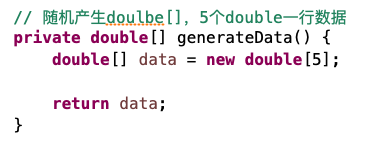 // 随机产生doulbe[], 5个double一行数据
private double[] generateData() {
    double[] data = new double[5];

    return data;
}